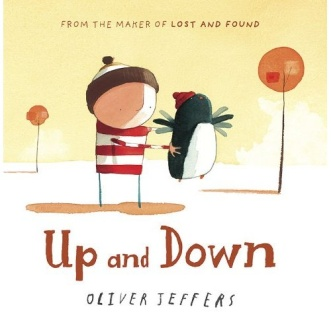 FROM THE MAKER OF LOST AND FOUND
Up and Down
OLIVER JEFFERS